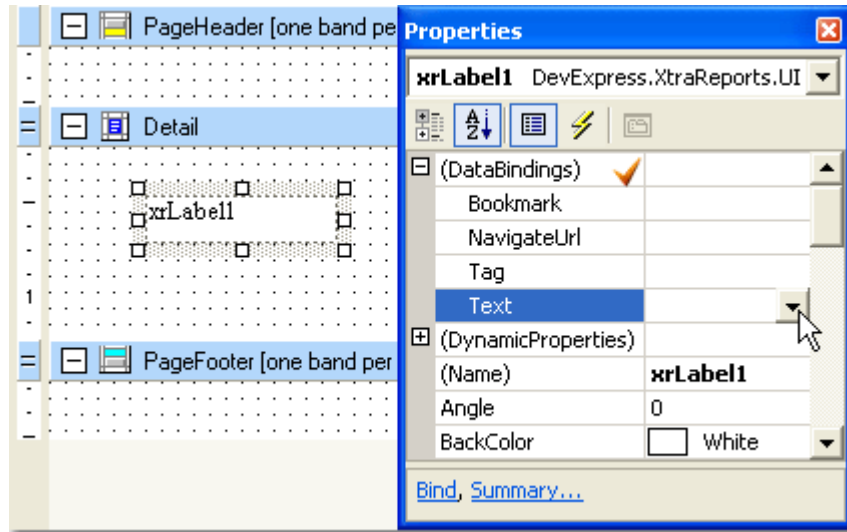 PageHeader [one band pe
Detail
xrLabel1
1
PageFooter [one band per
Properties
xrLabel1 DevExpress.XtraReports.UI
A
Z
(DataBindings)
Bookmark
NavigateUrl
Tag
Text
(DynamicProperties)
(Name) xrLabel1
Angle 0
BackColor White
Bind, Summary...